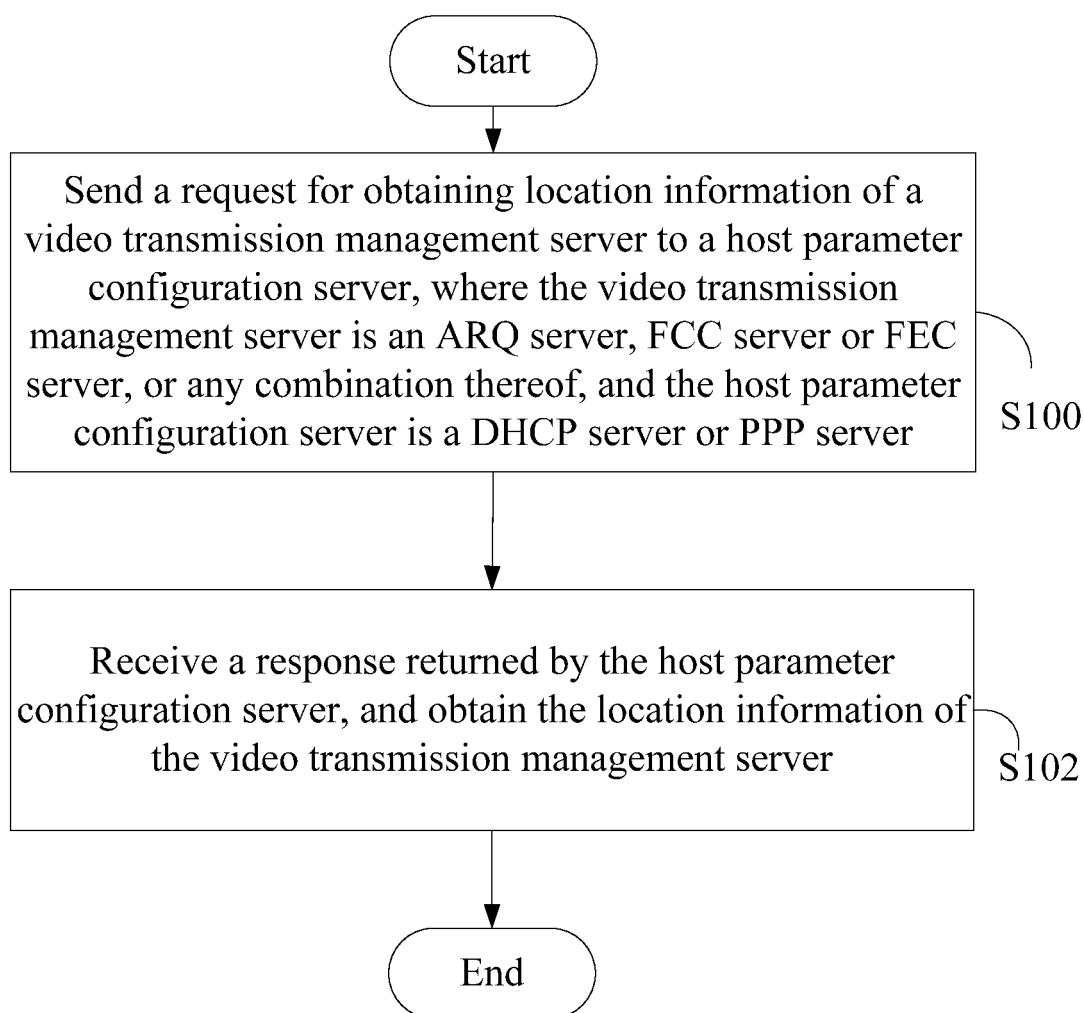 Start
Send a request for obtaining location information of a
video transmission management server to a host parameter
configuration server, where the video transmission
management server is an ARQ server, FCC server or FEC
server, or any combination thereof, and the host parameter
configuration server is a DHCP server or PPP server
S100
Receive a response returned by the host parameter
configuration server, and obtain the location information of
the video transmission management server
S102
End